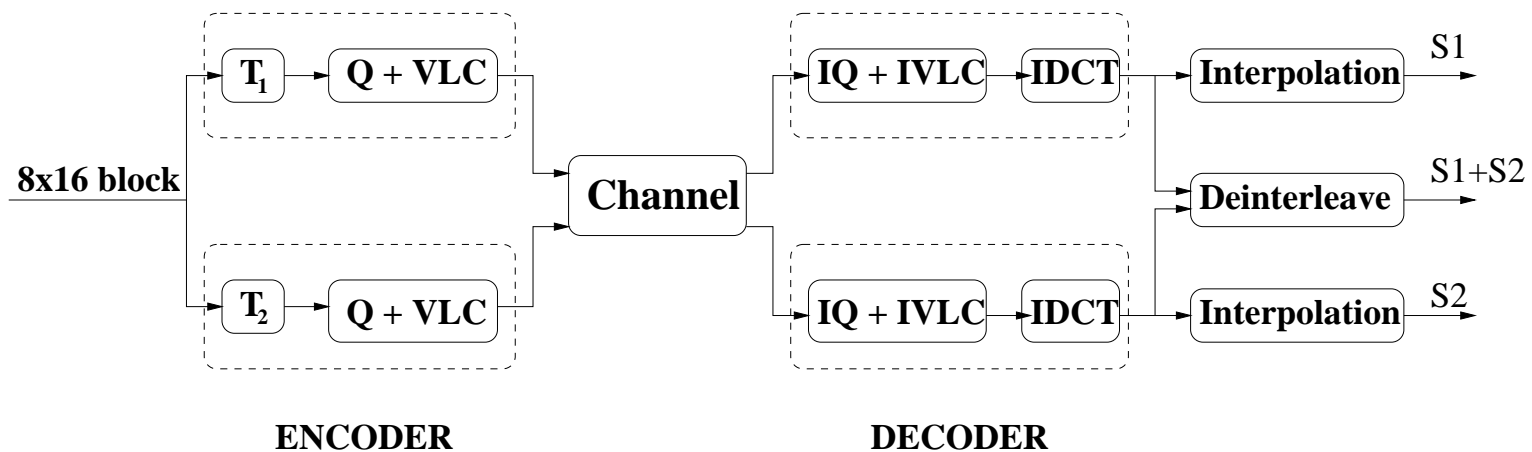 8x16 block
T1
Q + VLC
T2
Q + VLC
ENCODER
Channel
IQ + IVLC
IDCT
IQ + IVLC
IDCT
DECODER
Interpolation
S1
Deinterleave
S1+S2
Interpolation
S2